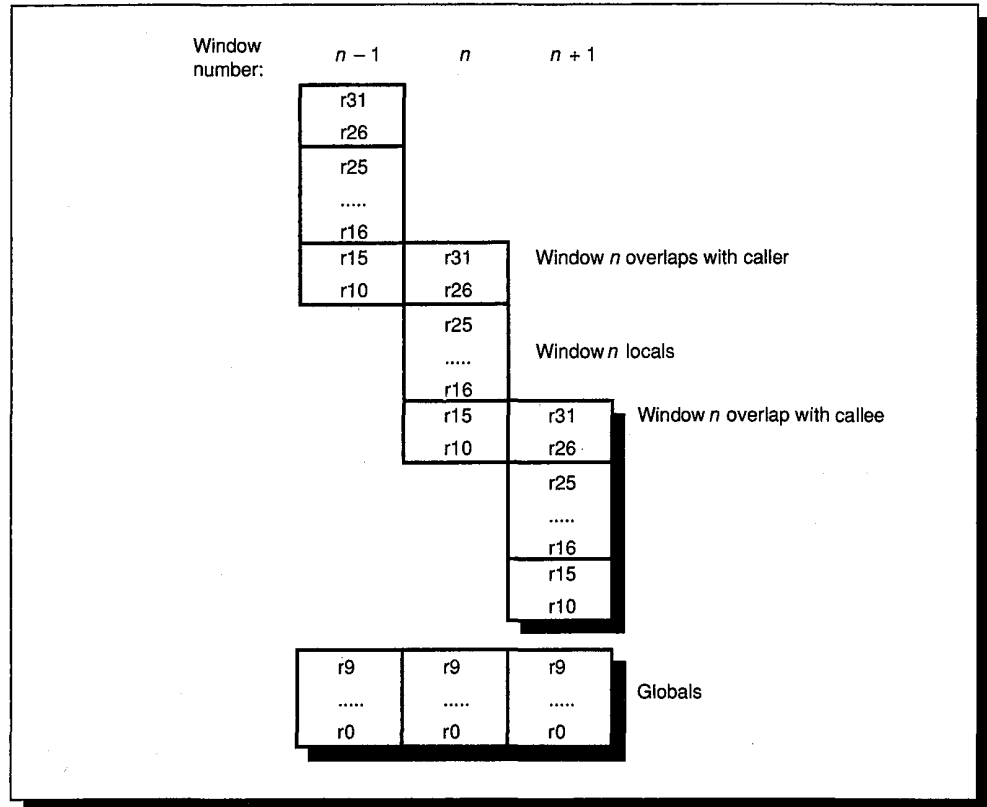 Window number: n – 1 n n + 1
r31
r26
r25
.....
r16
r15 r31 Window n overlaps with caller
r10 r26
r25
..... Window n locals
r16
r15 r31 Window n overlap with callee
r10 r26
r25
.....
r16
r15
r10
r9 r9 r9
..... ..... ..... Globals
r0 r0 r0